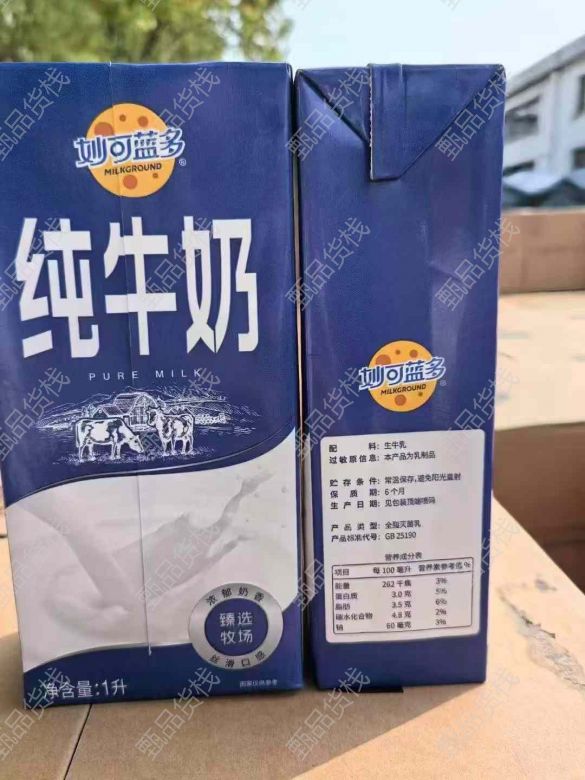 妙可蓝多®
MILKGROUND
纯牛奶
PURE MILK
浓郁奶香
臻选
牧场
丝滑口感
净含量:1升
图案仅供参考
妙可蓝多®
MILKGROUND
配 料: 生牛乳
过敏原信息: 本产品为乳制品
贮存条件: 常温保存,避免阳光直射
保质期: 6个月
生产日期: 见包装顶端喷码
产品类型: 全脂灭菌乳
产品标准代号: GB 25190
营养成分表
项目 每100毫升 营养素参考值%
能量 262千焦 3%
蛋白质 3.0克 5%
脂肪 3.5克 6%
碳水化合物 4.8克 2%
钠 60毫克 3%
甄品货栈